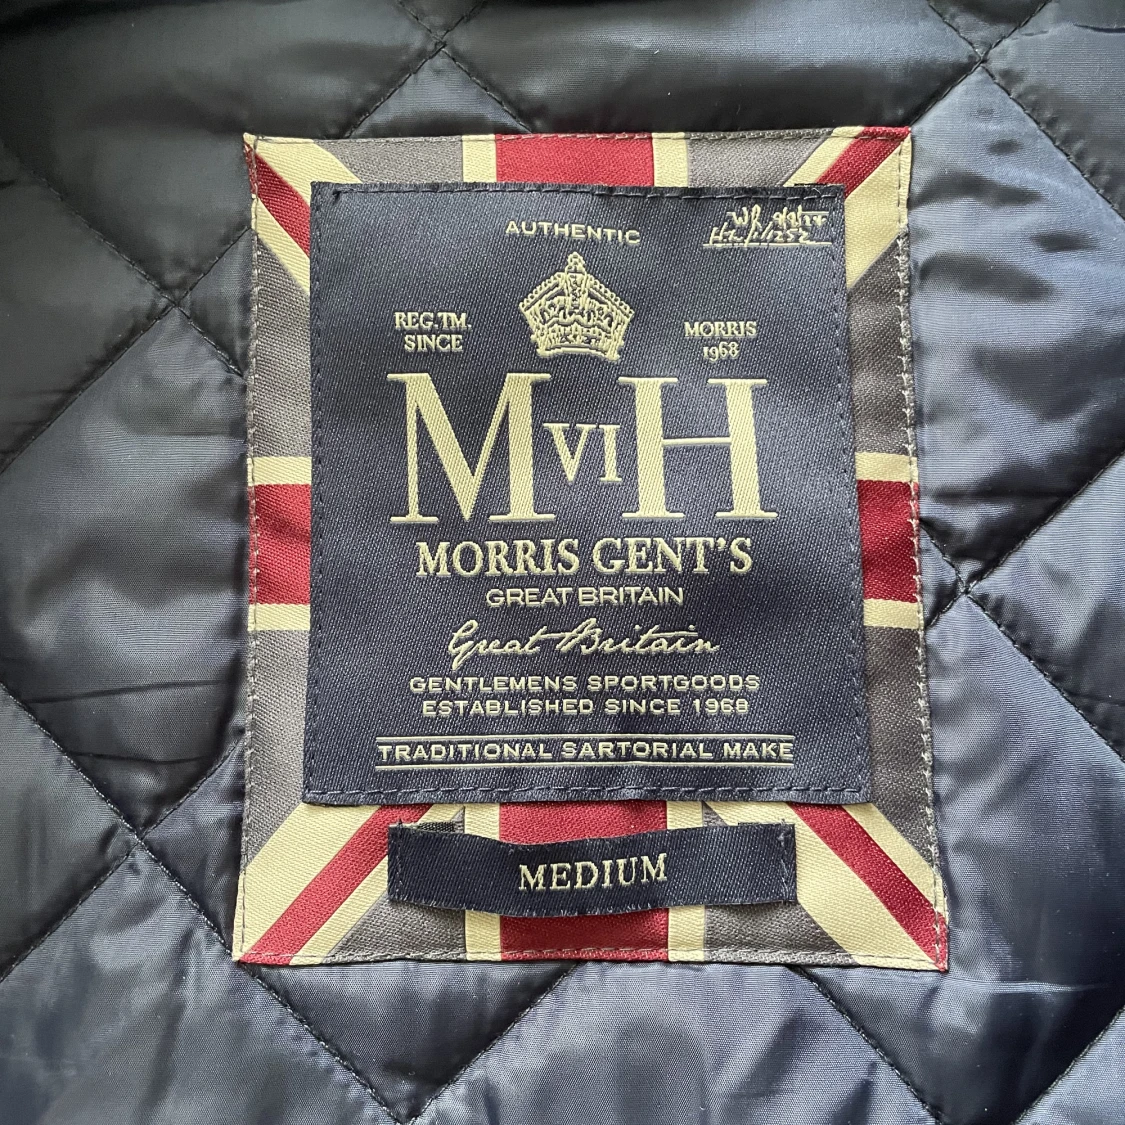 AUTHENTIC
REG.TM.
SINCE
MORRIS
1968
M VI H
MORRIS GENT'S
GREAT BRITAIN
Great Britain
GENTLEMENS SPORTGOODS
ESTABLISHED SINCE 1968
TRADITIONAL SARTORIAL MAKE
MEDIUM